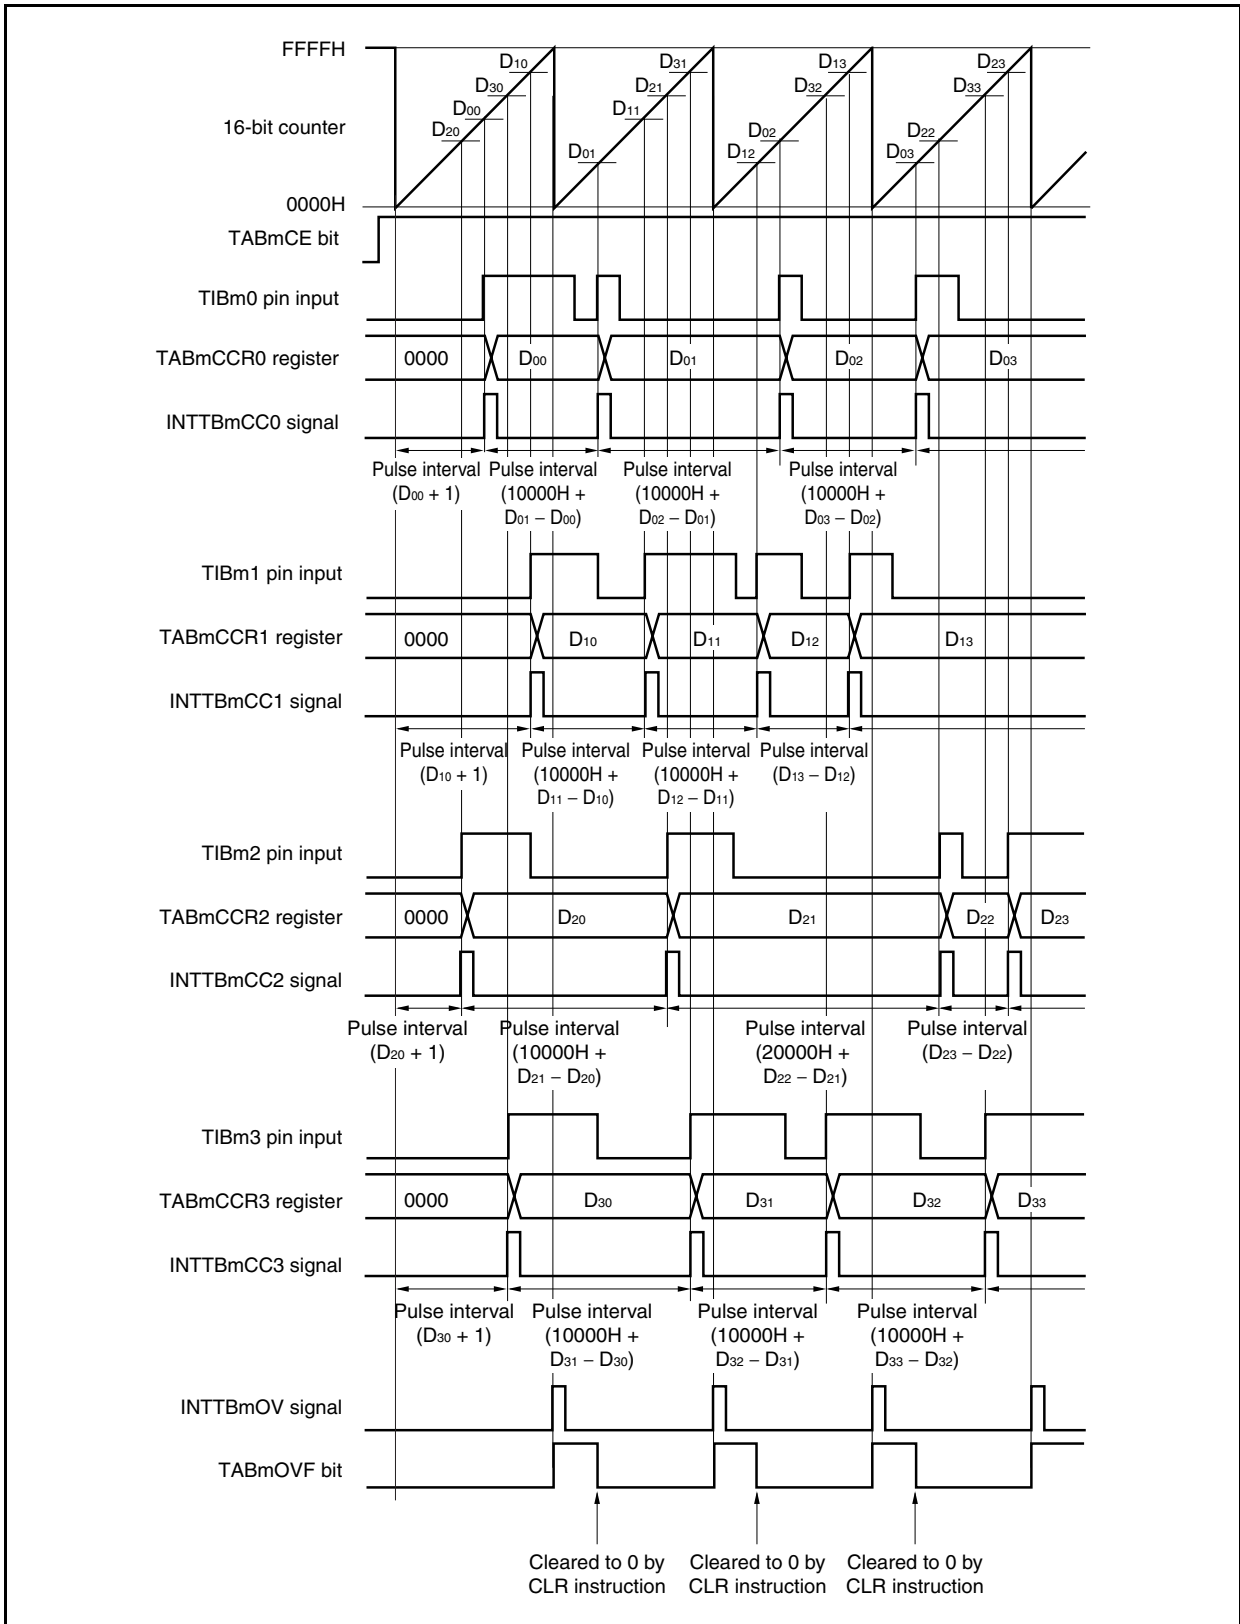 FFFFH
16-bit counter
0000H
D10
D30
D00
D20
D31
D21
D11
D01
D13
D32
D02
D12
D23
D33
D22
D03
TABmCE bit
TIBm0 pin input
TABmCCR0 register
0000
D00
D01
D02
D03
INTTBmCC0 signal
Pulse interval
(D00 + 1)
Pulse interval
(10000H +
D01 − D00)
Pulse interval
(10000H +
D02 − D01)
Pulse interval
(10000H +
D03 − D02)
TIBm1 pin input
TABmCCR1 register
0000
D10
D11
D12
D13
INTTBmCC1 signal
Pulse interval
(D10 + 1)
Pulse interval
(10000H +
D11 − D10)
Pulse interval
(10000H +
D12 − D11)
Pulse interval
(D13 − D12)
TIBm2 pin input
TABmCCR2 register
0000
D20
D21
D22
D23
INTTBmCC2 signal
Pulse interval
(D20 + 1)
Pulse interval
(10000H +
D21 − D20)
Pulse interval
(20000H +
D22 − D21)
Pulse interval
(D23 − D22)
TIBm3 pin input
TABmCCR3 register
0000
D30
D31
D32
D33
INTTBmCC3 signal
Pulse interval
(D30 + 1)
Pulse interval
(10000H +
D31 − D30)
Pulse interval
(10000H +
D32 − D31)
Pulse interval
(10000H +
D33 − D32)
INTTBmOV signal
TABmOVF bit
Cleared to 0 by
CLR instruction
Cleared to 0 by
CLR instruction
Cleared to 0 by
CLR instruction